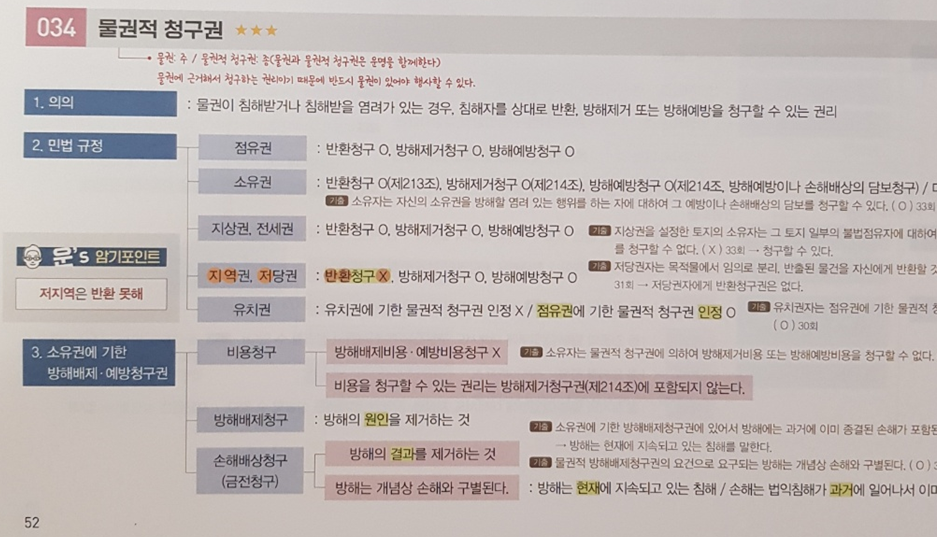 034 물권적 청구권 ★★★
• 물권: 주 / 물권적 청구권: 종(물권과 물권적 청구권은 운명을 함께한다)
물권에 근거해서 청구하는 권리이기 때문에 반드시 물권이 있어야 행사할 수 있다.
1. 의의 : 물권이 침해받거나 침해받을 염려가 있는 경우, 침해자를 상대로 반환, 방해제거 또는 방해예방을 청구할 수 있는 권리
2. 민법 규정
점유권 : 반환청구 O, 방해제거청구 O, 방해예방청구 O
소유권 : 반환청구 O(제213조), 방해제거청구 O(제214조), 방해예방청구 O(제214조, 방해예방이나 손해배상의 담보청구) /
기출 소유자는 자신의 소유권을 방해할 염려 있는 행위를 하는 자에 대하여 그 예방이나 손해배상의 담보를 청구할 수 있다. ( O ) 33회
지상권, 전세권 : 반환청구 O, 방해제거청구 O, 방해예방청구 O
기출 지상권을 설정한 토지의 소유자는 그 토지 일부의 불법점유자에 대하여
를 청구할 수 없다. ( X ) 33회 → 청구할 수 있다.
운's 암기포인트
저지역은 반환 못해
지역권, 저당권 : 반환청구 X, 방해제거청구 O, 방해예방청구 O
기출 저당권자는 목적물에서 임의로 분리, 반출된 물건을 자신에게 반환할
31회 → 저당권자에게 반환청구권은 없다.
유치권 : 유치권에 기한 물권적 청구권 인정 X / 점유권에 기한 물권적 청구권 인정 O
기출 유치권자는 점유권에 기한 물권적
( O ) 30회
3. 소유권에 기한
방해배제·예방청구권
비용청구
방해배제비용·예방비용청구 X
기출 소유자는 물권적 청구권에 의하여 방해제거비용 또는 방해예방비용을 청구할 수 없다.
비용을 청구할 수 있는 권리는 방해제거청구권(제214조)에 포함되지 않는다.
방해배제청구 : 방해의 원인을 제거하는 것
기출 소유권에 기한 방해배제청구권에 있어서 방해에는 과거에 이미 종결된 손해가 포함된
→ 방해는 현재에 지속되고 있는 침해를 말한다.
손해배상청구
(금전청구)
방해의 결과를 제거하는 것
기출 물권적 방해배제청구권의 요건으로 요구되는 방해는 개념상 손해와 구별된다. ( O )
방해는 개념상 손해와 구별된다. : 방해는 현재에 지속되고 있는 침해 / 손해는 법익침해가 과거에 일어나서 이미
52